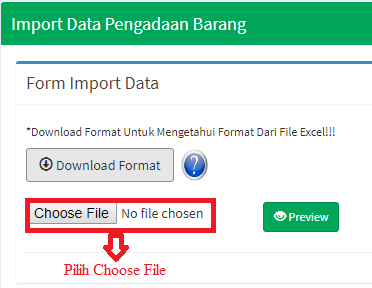 Import Data Pengadaan Barang
Form Import Data
*Download Format Untuk Mengetahui Format Dari File Excel!!!
Download Format ?
Choose File No file chosen Preview
Pilih Choose File